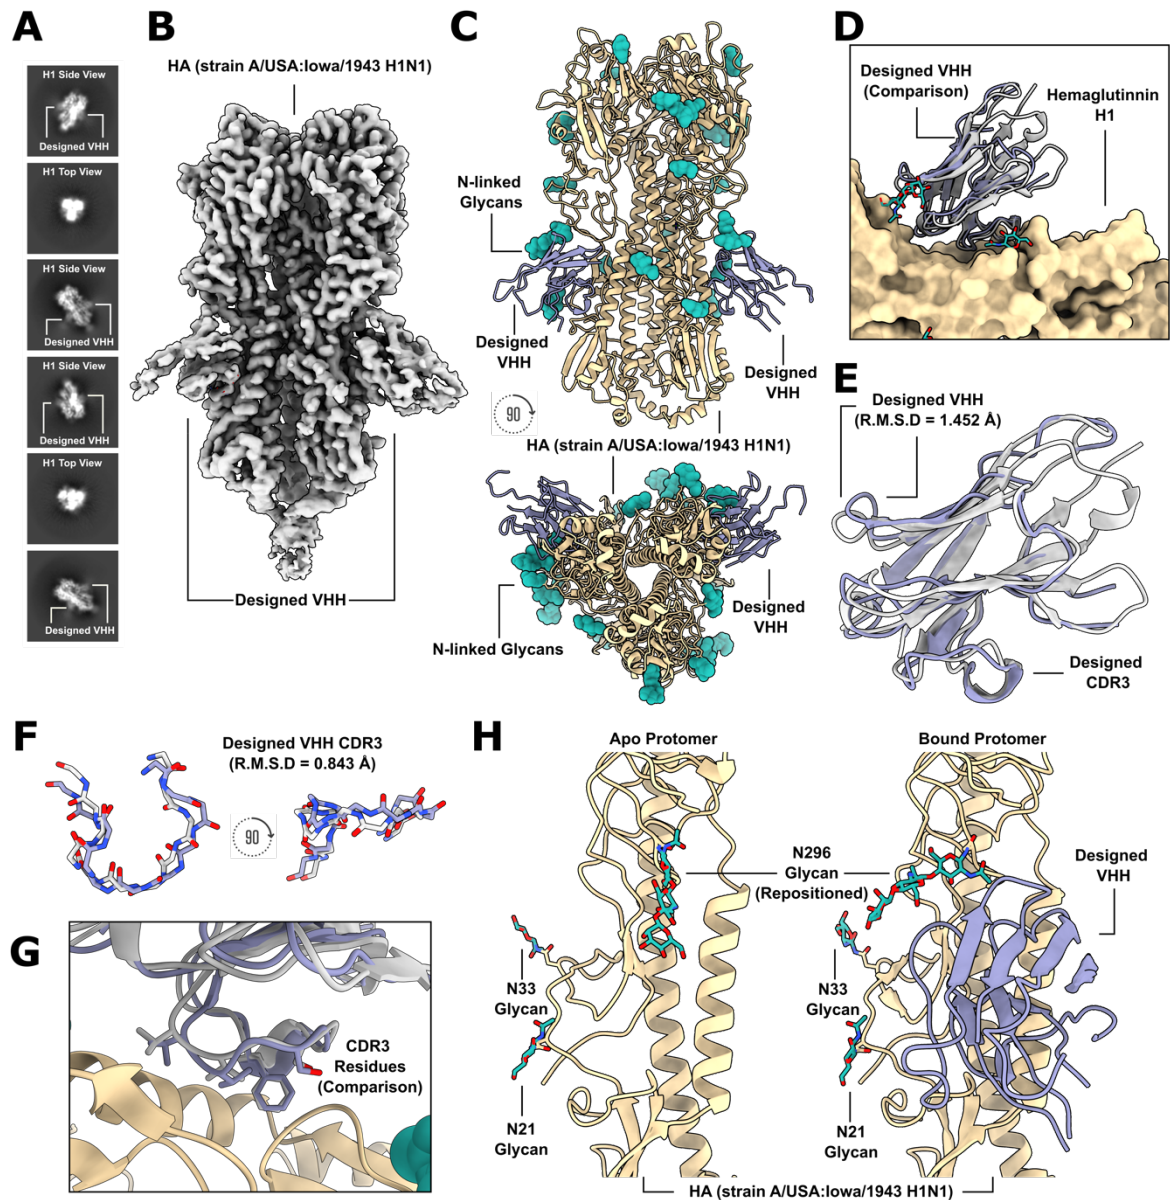 A
H1 Side View
Designed VHH
H1 Top View
H1 Side View
Designed VHH
H1 Side View
Designed VHH
H1 Top View
Designed VHH
B
HA (strain A/USA:Iowa/1943 H1N1)
Designed VHH
C
N-linked
Glycans
Designed
VHH
Designed
VHH
90
HA (strain A/USA:Iowa/1943 H1N1)
Designed
VHH
N-linked Glycans
D
Designed VHH
(Comparison)
Hemaglutinnin
H1
E
Designed VHH
(R.M.S.D = 1.452 Å)
Designed
CDR3
F
Designed VHH CDR3
(R.M.S.D = 0.843 Å)
90
G
CDR3
Residues
(Comparison)
H
Apo Protomer
Bound Protomer
N296
Glycan
(Repositioned)
Designed
VHH
N33
Glycan
N33
Glycan
N21
Glycan
N21
Glycan
HA (strain A/USA:Iowa/1943 H1N1)